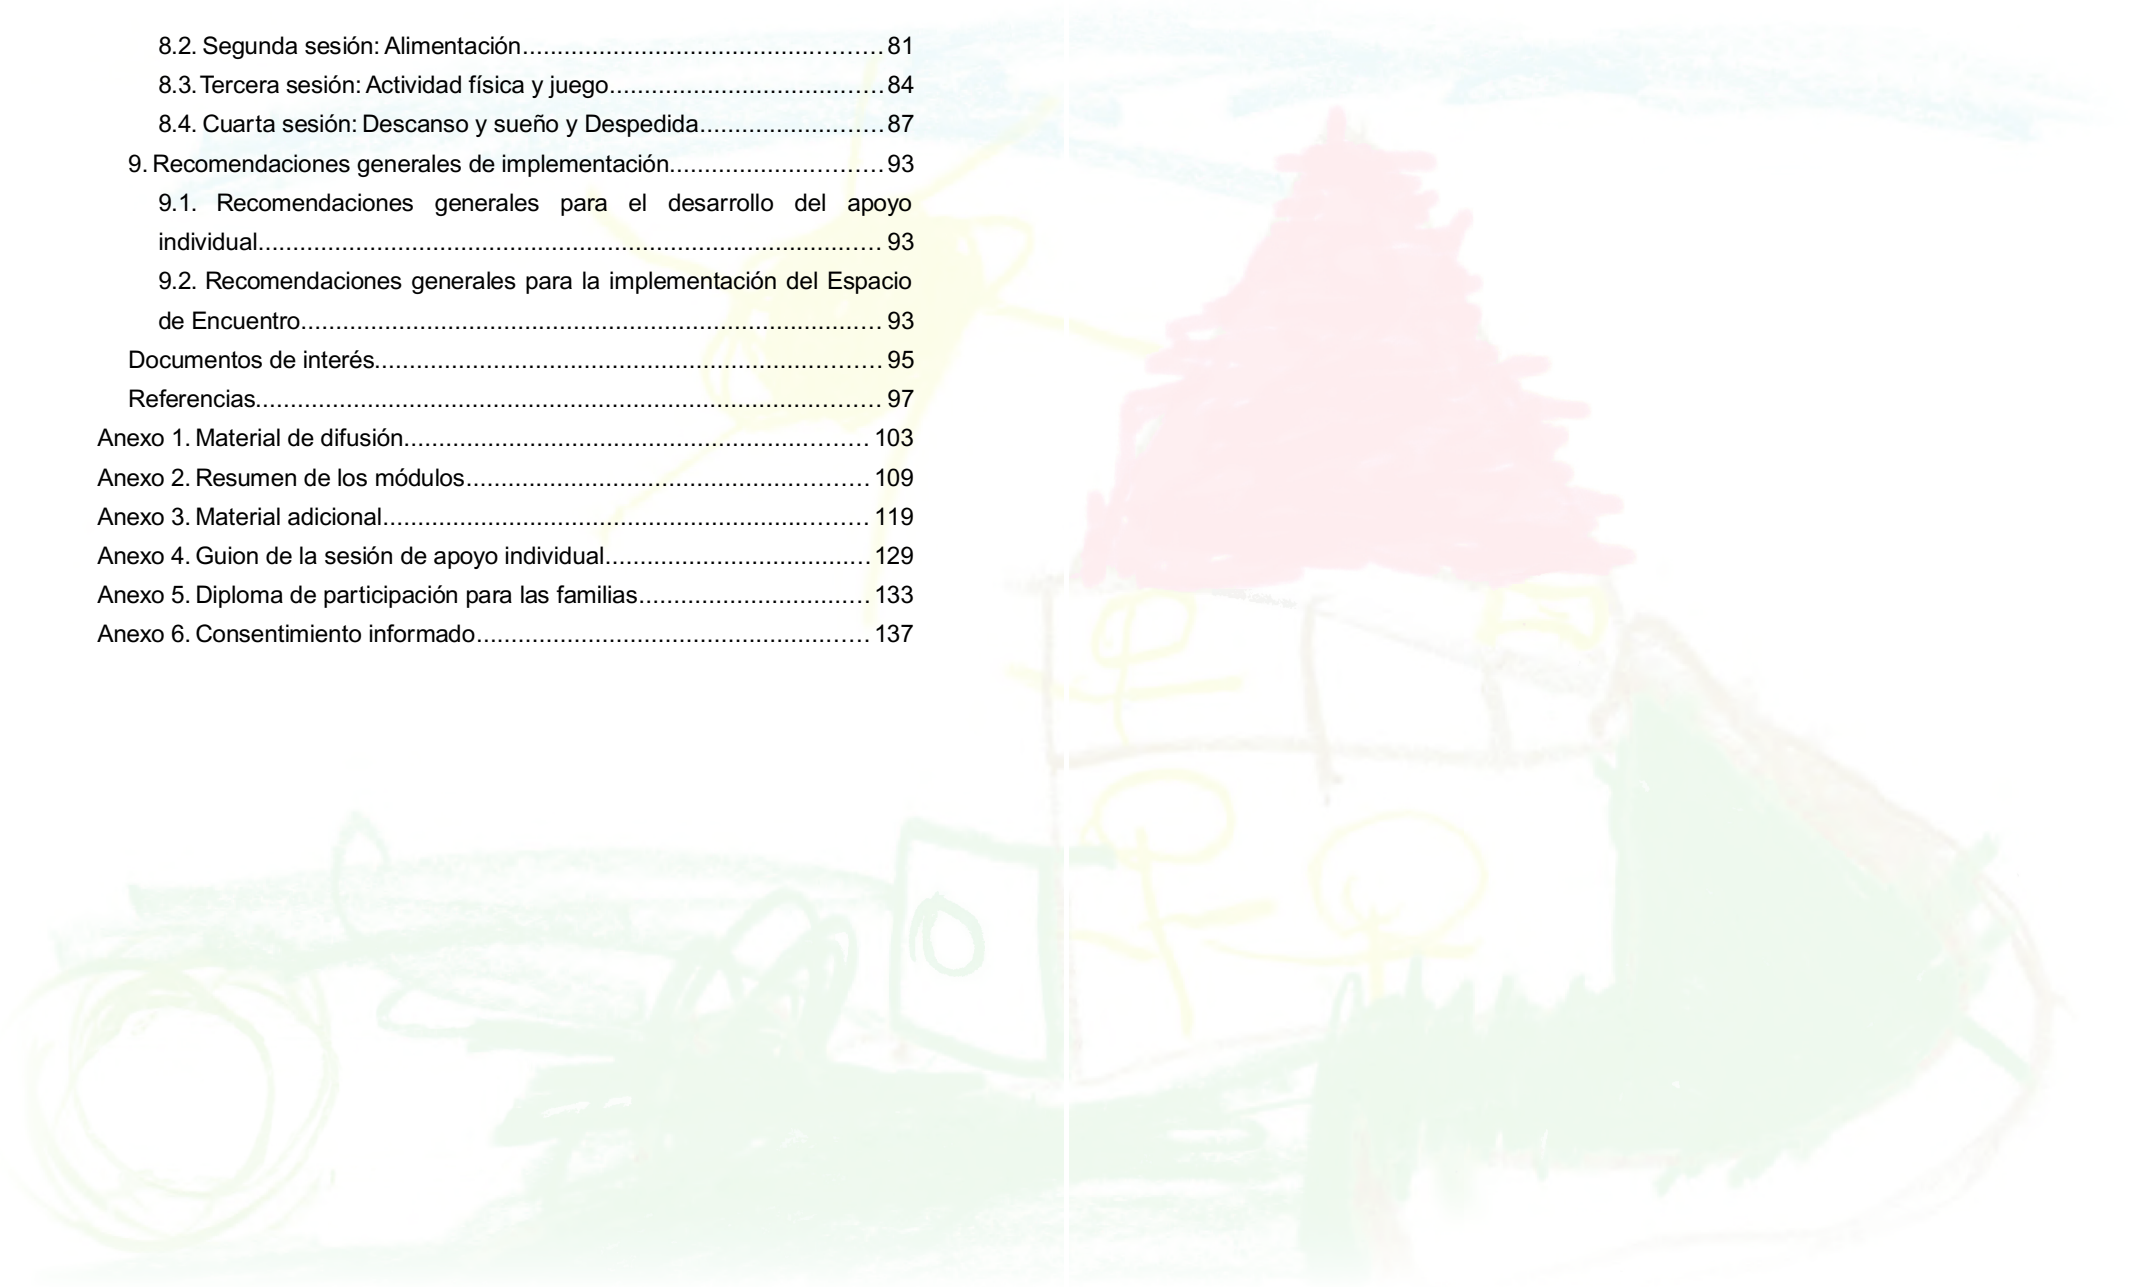 8.2. Segunda sesión: Alimentación................................................... 81
8.3. Tercera sesión: Actividad física y juego....................................... 84
8.4. Cuarta sesión: Descanso y sueño y Despedida.......................... 87
9. Recomendaciones generales de implementación.............................. 93
9.1. Recomendaciones generales para el desarrollo del apoyo
individual......................................................................................... 93
9.2. Recomendaciones generales para la implementación del Espacio
de Encuentro................................................................................... 93
Documentos de interés........................................................................ 95
Referencias......................................................................................... 97
Anexo 1. Material de difusión.................................................................. 103
Anexo 2. Resumen de los módulos......................................................... 109
Anexo 3. Material adicional..................................................................... 119
Anexo 4. Guion de la sesión de apoyo individual..................................... 129
Anexo 5. Diploma de participación para las familias................................. 133
Anexo 6. Consentimiento informado........................................................ 137